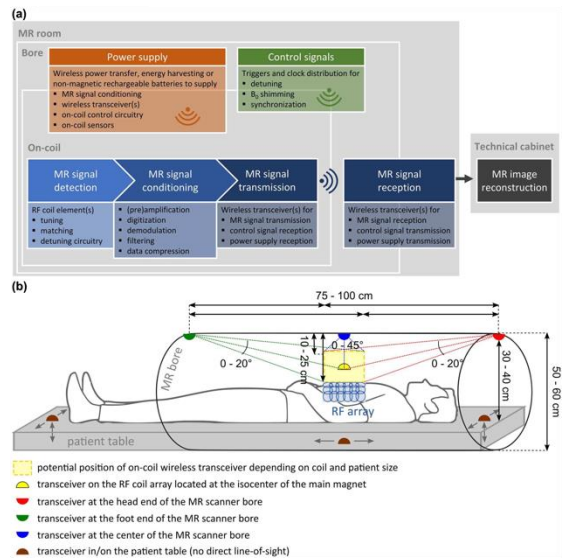 (a)
MR room
Bore
Power supply
Wireless power transfer, energy harvesting or
non-magnetic rechargeable batteries to supply
▪ MR signal conditioning
▪ wireless transceiver(s)
▪ on-coil control circuitry
▪ on-coil sensors
Control signals
Triggers and clock distribution for
▪ detuning
▪ B₀ shimming
▪ synchronization
On-coil
MR signal
detection
RF coil element(s)
▪ tuning
▪ matching
▪ detuning circuitry
MR signal
conditioning
▪ (pre)amplification
▪ digitization
▪ demodulation
▪ filtering
▪ data compression
MR signal
transmission
Wireless transceiver(s) for
▪ MR signal transmission
▪ control signal reception
▪ power supply reception
MR signal
reception
Wireless transceiver(s) for
▪ MR signal reception
▪ control signal transmission
▪ power supply transmission
Technical cabinet
MR image
reconstruction
(b)
75 - 100 cm
10 - 25 cm
0 - 45°
0 - 20°
0 - 20°
30 - 40 cm
50 - 60 cm
MR bore
RF array
patient table
potential position of on-coil wireless transceiver depending on coil and patient size
transceiver on the RF coil array located at the isocenter of the main magnet
transceiver at the head end of the MR scanner bore
transceiver at the foot end of the MR scanner bore
transceiver at the center of the MR scanner bore
transceiver in/on the patient table (no direct line-of-sight)